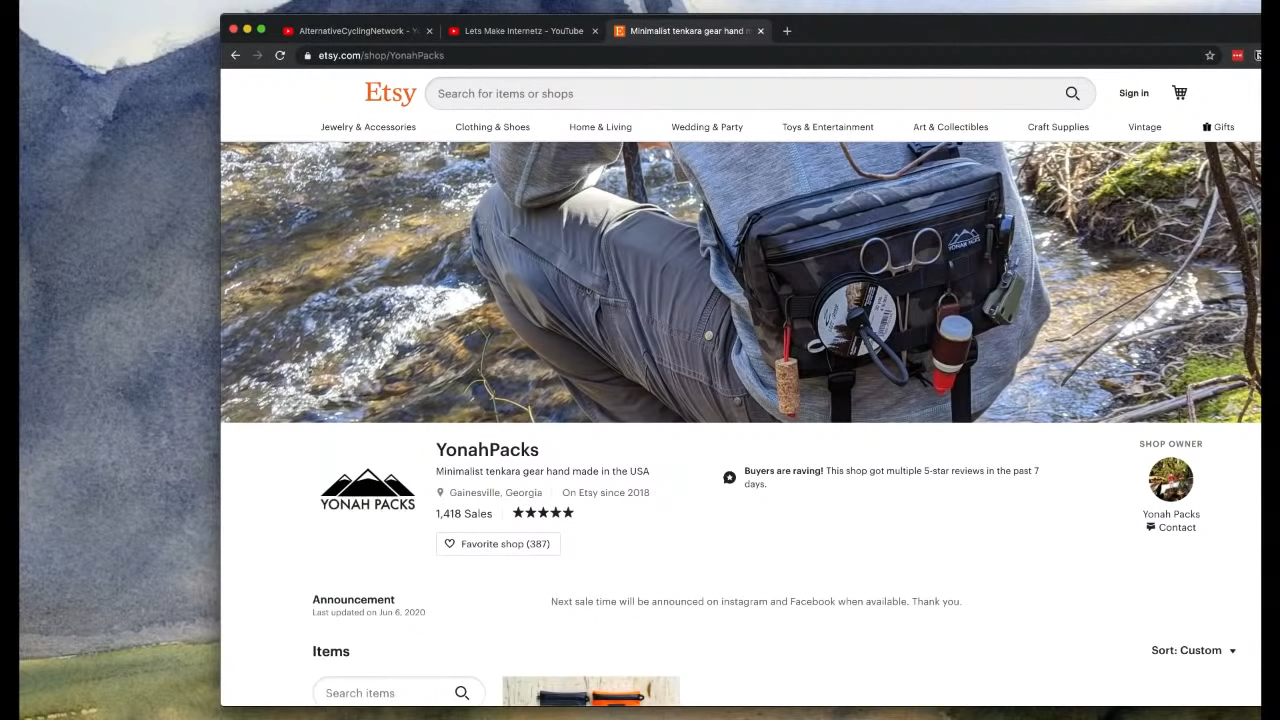 AlternativeCyclingNetwork - Y
Lets Make Internetz - YouTube
Minimalist tenkara gear hand m
etsy.com/shop/YonahPacks
Etsy
Search for items or shops
Sign in
Jewelry & Accessories
Clothing & Shoes
Home & Living
Wedding & Party
Toys & Entertainment
Art & Collectibles
Craft Supplies
Vintage
Gifts
YONAH PACKS
YonahPacks
Minimalist tenkara gear hand made in the USA
Gainesville, Georgia
On Etsy since 2018
1,418 Sales
Favorite shop (387)
YONAH PACKS
Buyers are raving! This shop got multiple 5-star reviews in the past 7
days.
SHOP OWNER
Yonah Packs
Contact
Announcement
Last updated on Jun 6, 2020
Next sale time will be announced on instagram and Facebook when available. Thank you.
Items
Sort: Custom
Search items